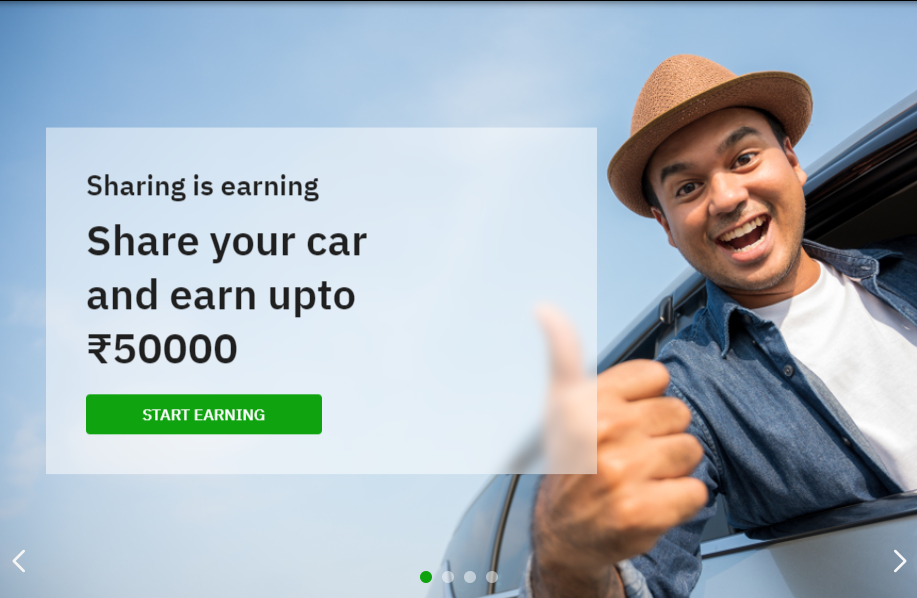 Sharing is earning
Share your car
and earn upto
₹50000
START EARNING